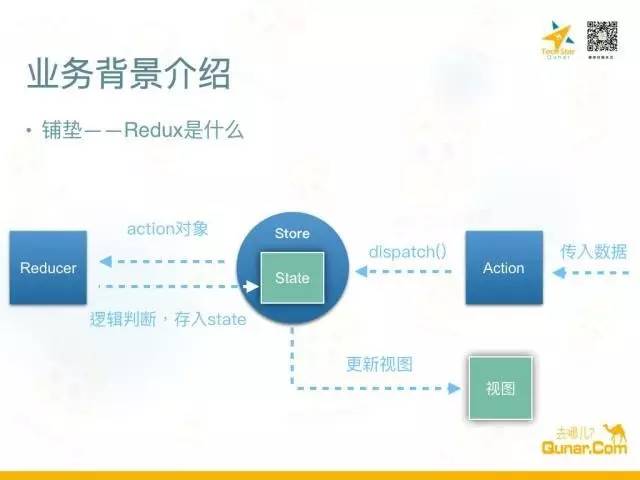 Tech Star
Qunar
业务背景介绍
• 铺垫——Redux是什么
action对象
Store
dispatch()
传入数据
Reducer
State
Action
逻辑判断，存入state
更新视图
视图
去哪儿?
Qunar.Com